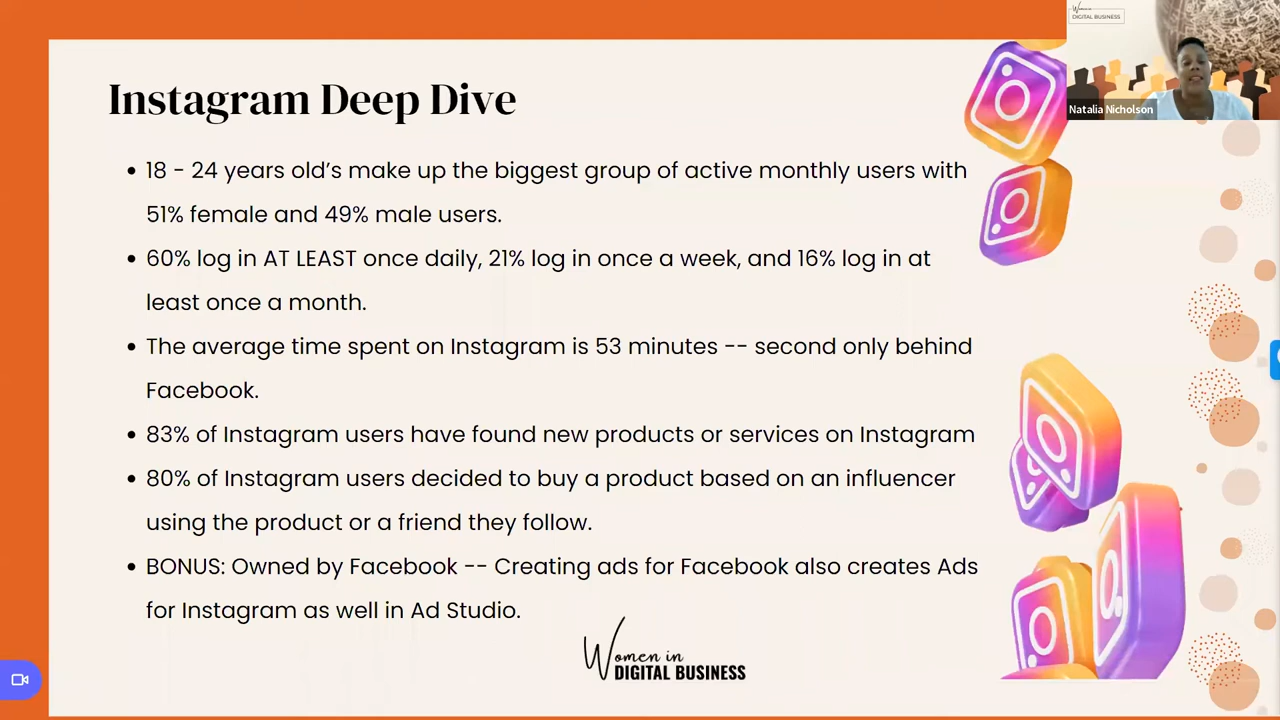 Instagram Deep Dive
• 18 - 24 years old’s make up the biggest group of active monthly users with
51% female and 49% male users.
• 60% log in AT LEAST once daily, 21% log in once a week, and 16% log in at
least once a month.
• The average time spent on Instagram is 53 minutes -- second only behind
Facebook.
• 83% of Instagram users have found new products or services on Instagram
• 80% of Instagram users decided to buy a product based on an influencer
using the product or a friend they follow.
• BONUS: Owned by Facebook -- Creating ads for Facebook also creates Ads
for Instagram as well in Ad Studio.
Women in
DIGITAL BUSINESS
Women in
DIGITAL BUSINESS
Natalia Nicholson